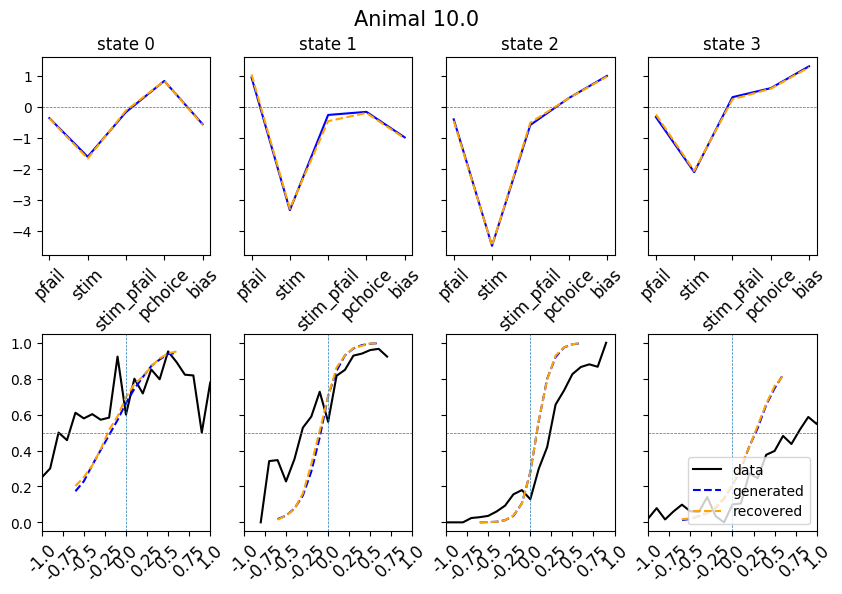 Animal 10.0
state 0 state 1 state 2 state 3
1
0
−1
−2
−3
−4
pfail stim stim_pfail pchoice bias pfail stim stim_pfail pchoice bias pfail stim stim_pfail pchoice bias pfail stim stim_pfail pchoice bias
1.0
0.8
0.6
0.4
0.2
0.0
data
generated
recovered
-1.0 -0.75 -0.5 -0.25 0.0 0.25 0.5 0.75 1.0 -1.0 -0.75 -0.5 -0.25 0.0 0.25 0.5 0.75 1.0 -1.0 -0.75 -0.5 -0.25 0.0 0.25 0.5 0.75 1.0 -1.0 -0.75 -0.5 -0.25 0.0 0.25 0.5 0.75 1.0